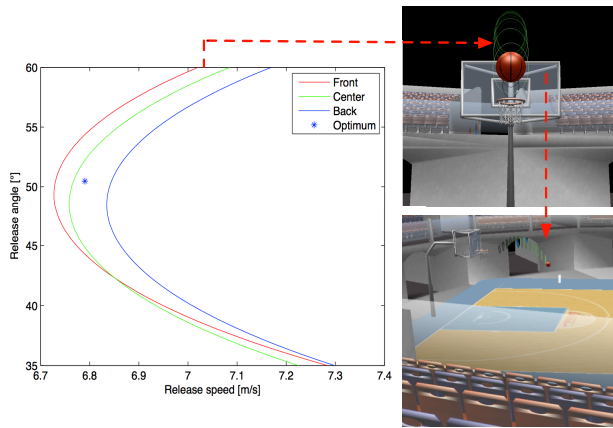 60
55
50
45
40
35
Release angle [°]
6.7
6.8
6.9
7
7.1
7.2
7.3
7.4
Release speed [m/s]
Front
Center
Back
Optimum